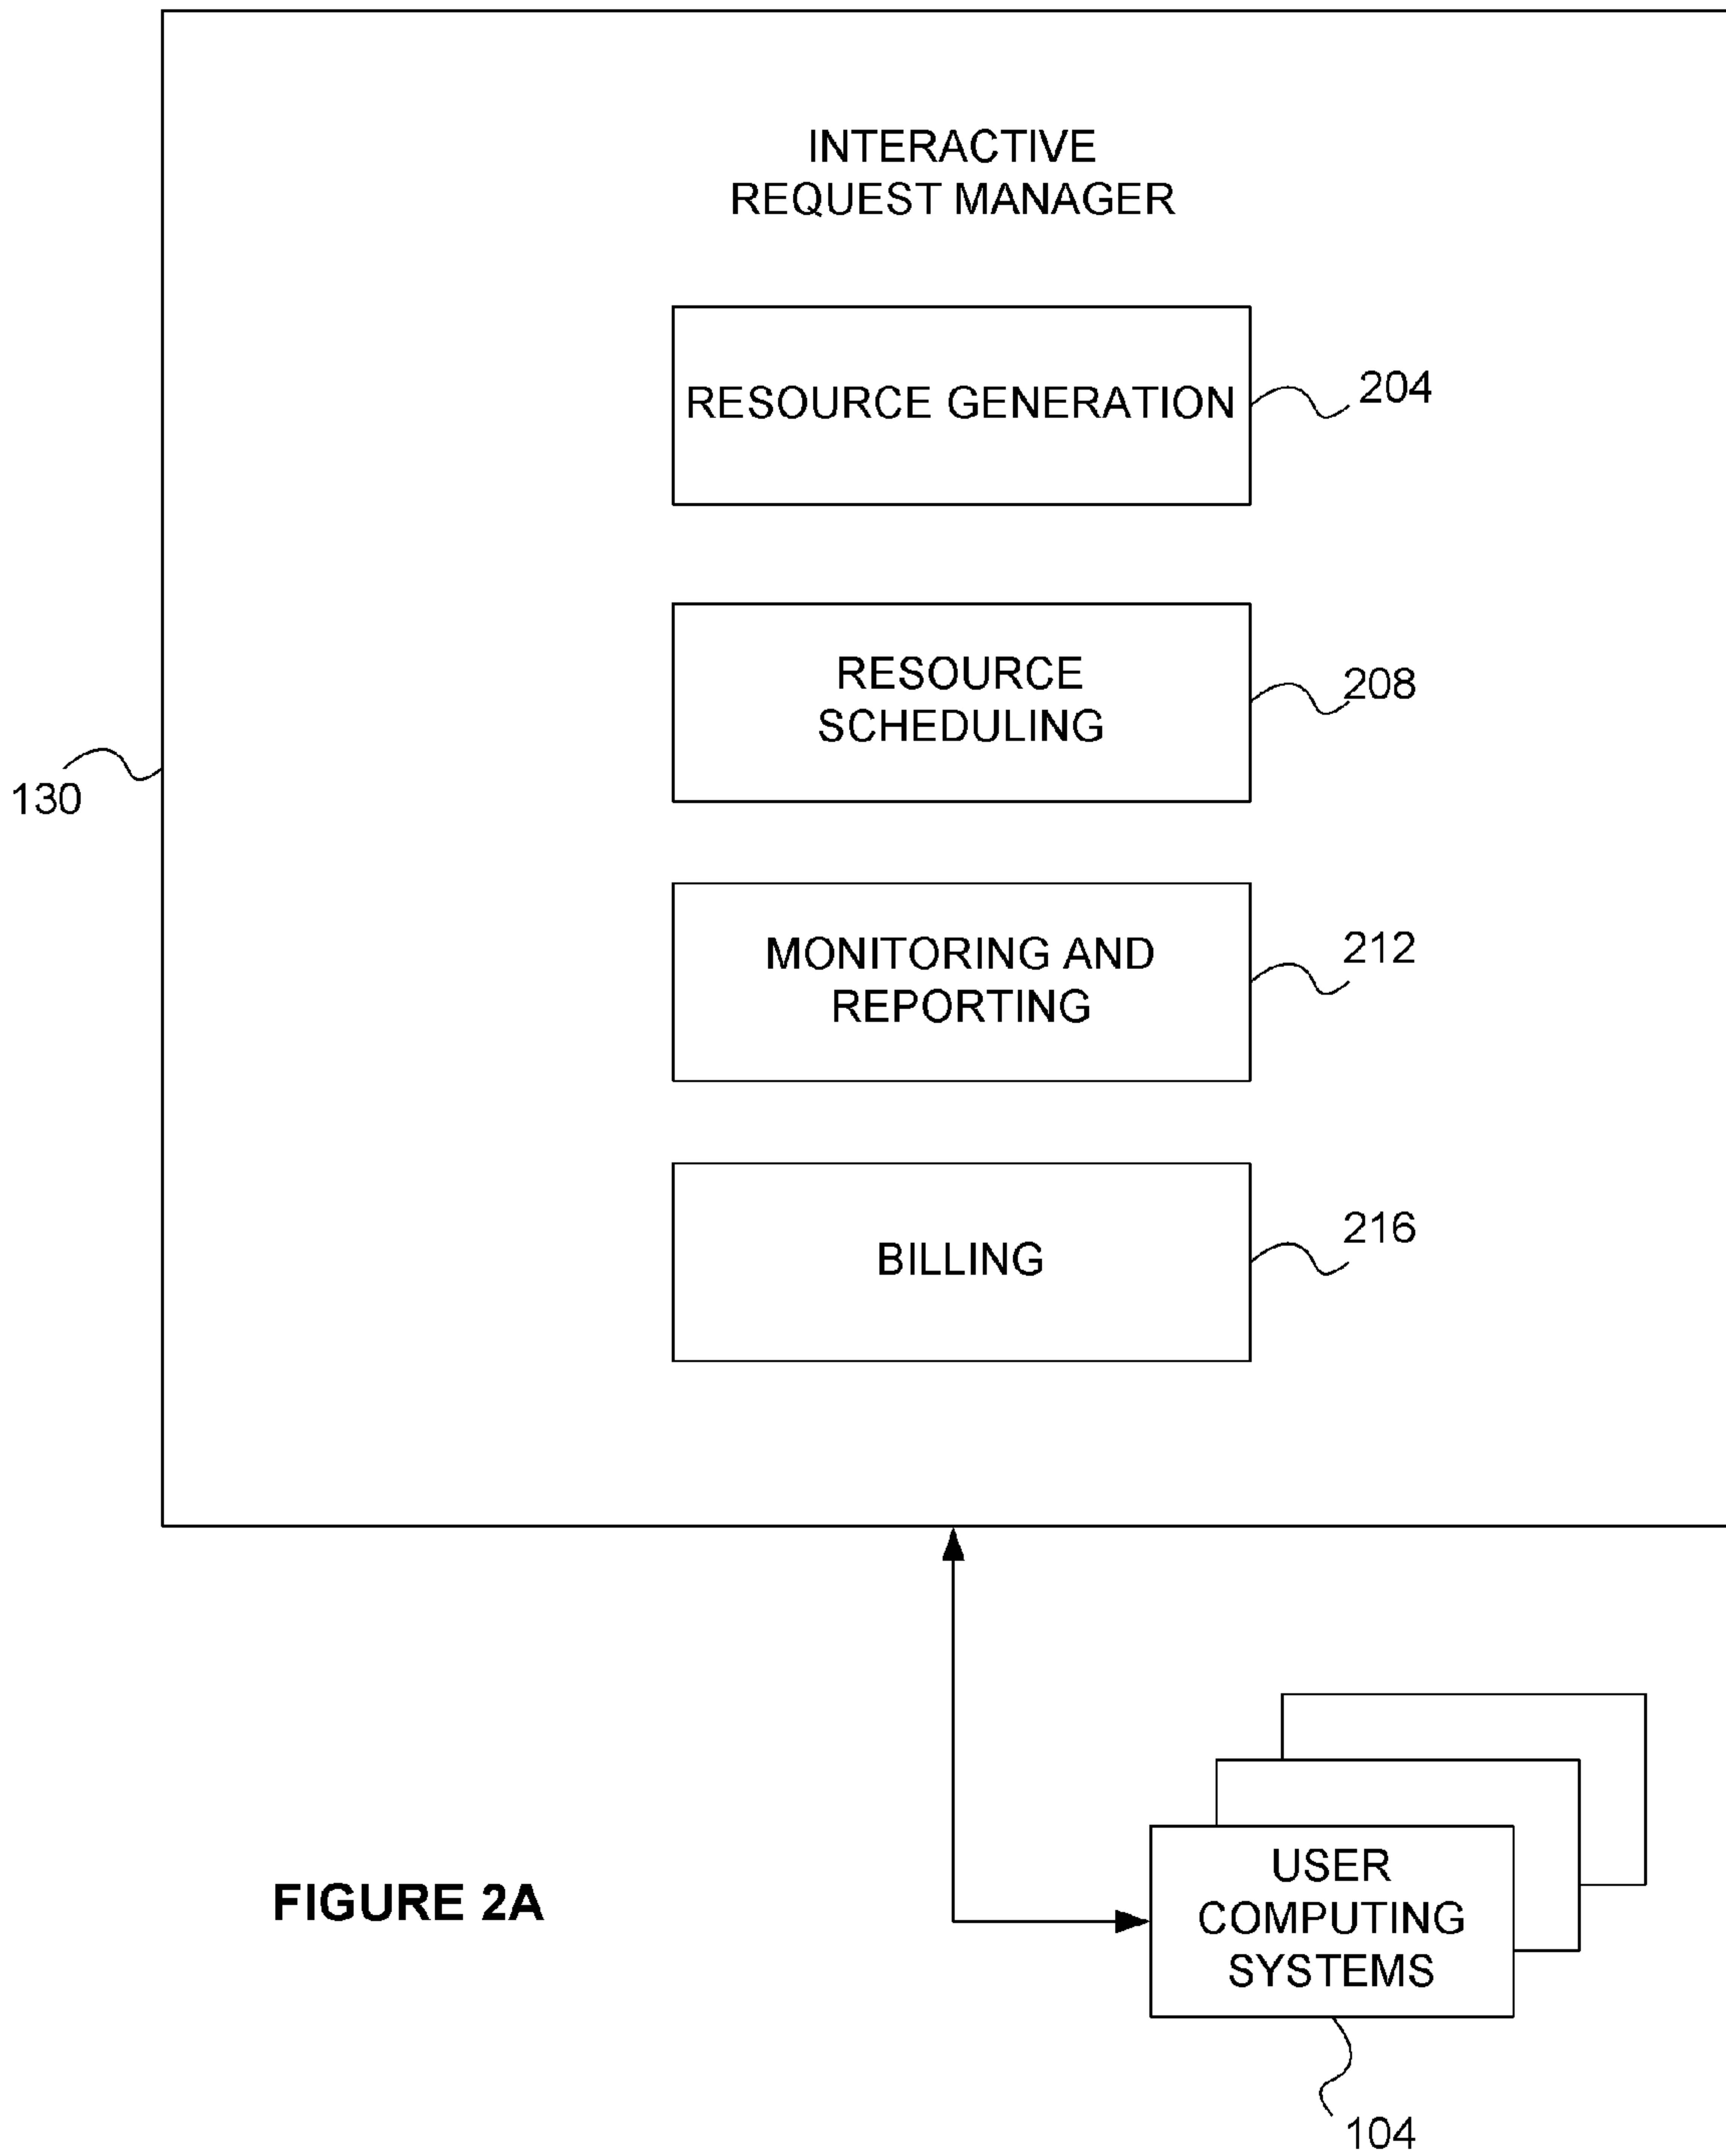 INTERACTIVE
REQUEST MANAGER
RESOURCE GENERATION
204
RESOURCE
SCHEDULING
208
130
MONITORING AND
REPORTING
212
BILLING
216
USER
COMPUTING
SYSTEMS
FIGURE 2A
104